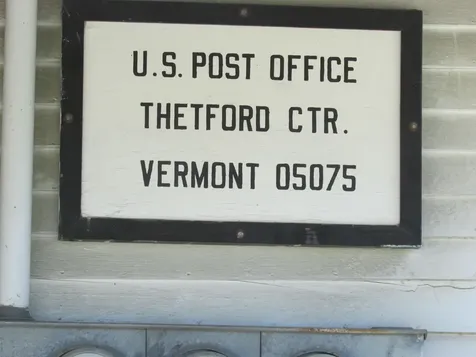 U.S. POST OFFICE
THETFORD CTR.
VERMONT 05075